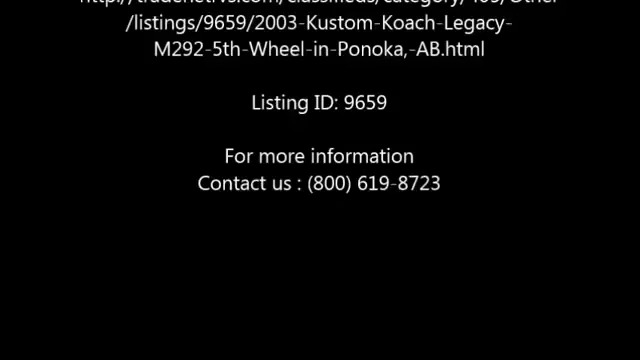 /listings/9659/2003-Kustom-Koach-Legacy-
M292-5th-Wheel-in-Ponoka,-AB.html
Listing ID: 9659
For more information
Contact us : (800) 619-8723